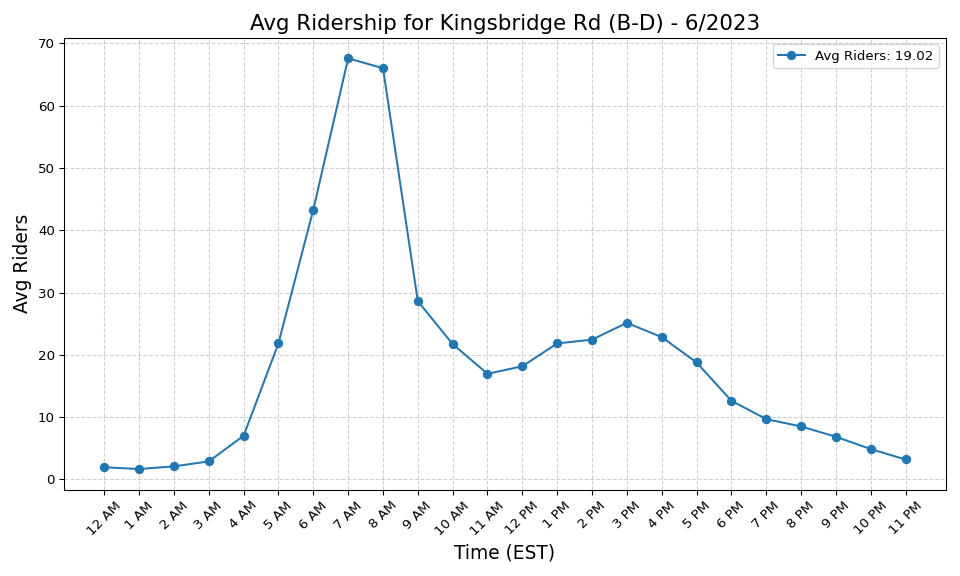 Avg Ridership for Kingsbridge Rd (B-D) - 6/2023
Avg Riders: 19.02
Avg Riders
70
60
50
40
30
20
10
0
12 AM
1 AM
2 AM
3 AM
4 AM
5 AM
6 AM
7 AM
8 AM
9 AM
10 AM
11 AM
12 PM
1 PM
2 PM
3 PM
4 PM
5 PM
6 PM
7 PM
8 PM
9 PM
10 PM
11 PM
Time (EST)